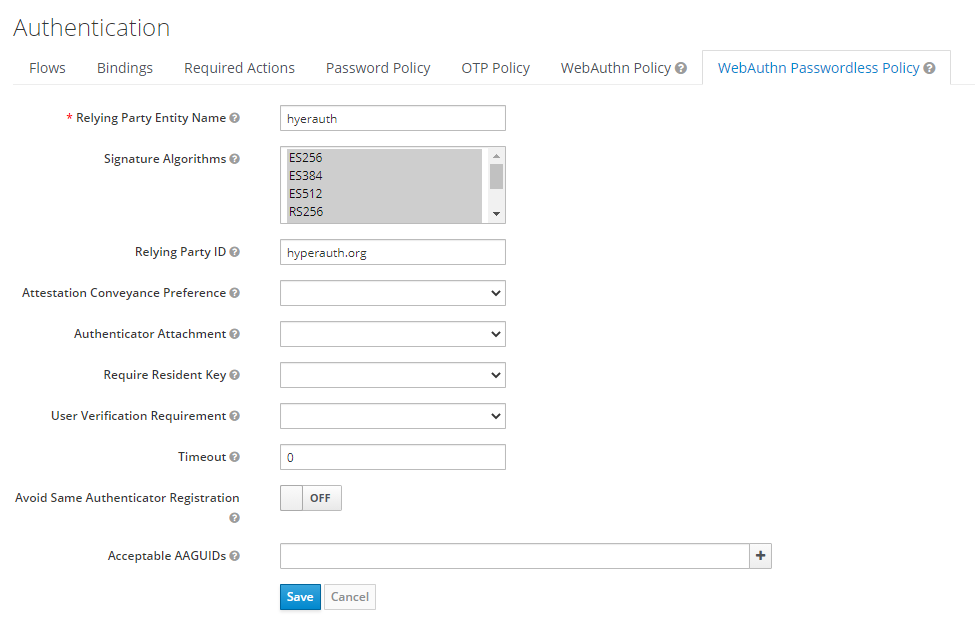 Authentication
Flows Bindings Required Actions Password Policy OTP Policy WebAuthn Policy WebAuthn Passwordless Policy
* Relying Party Entity Name hyerauth
Signature Algorithms ES256
ES384
ES512
RS256
Relying Party ID hyperauth.org
Attestation Conveyance Preference
Authenticator Attachment
Require Resident Key
User Verification Requirement
Timeout 0
Avoid Same Authenticator Registration OFF
Acceptable AAGUIDs +
Save Cancel